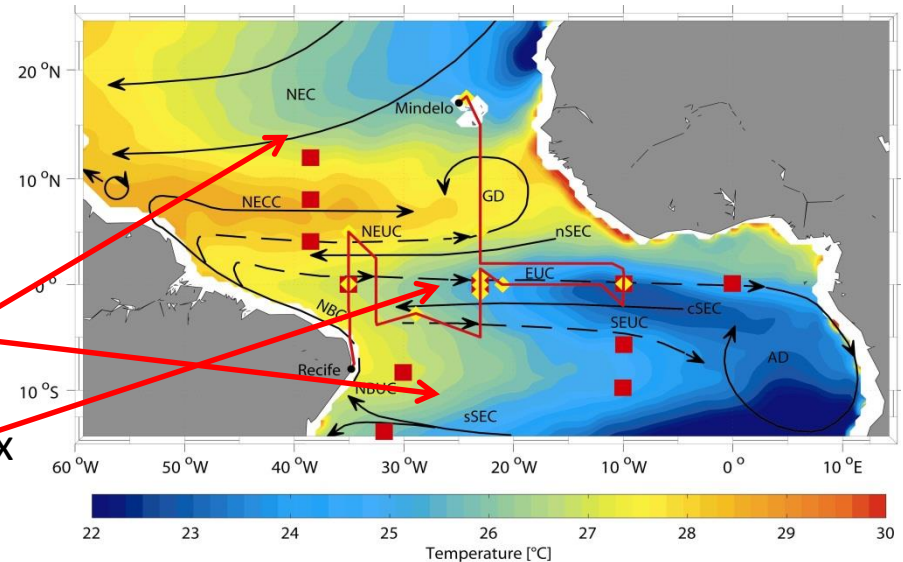 20 °N
10 °N
0 °
10 °S
NEC
Mindelo
NECC
NEUC
GD
nSEC
EUC
NBC
cSEC
SEUC
Recife
NBUC
AD
sSEC
x
60 °W 50 °W 40 °W 30 °W 20 °W 10 °W 0 ° 10 °E
22 23 24 25 26 27 28 29 30
Temperature [°C]